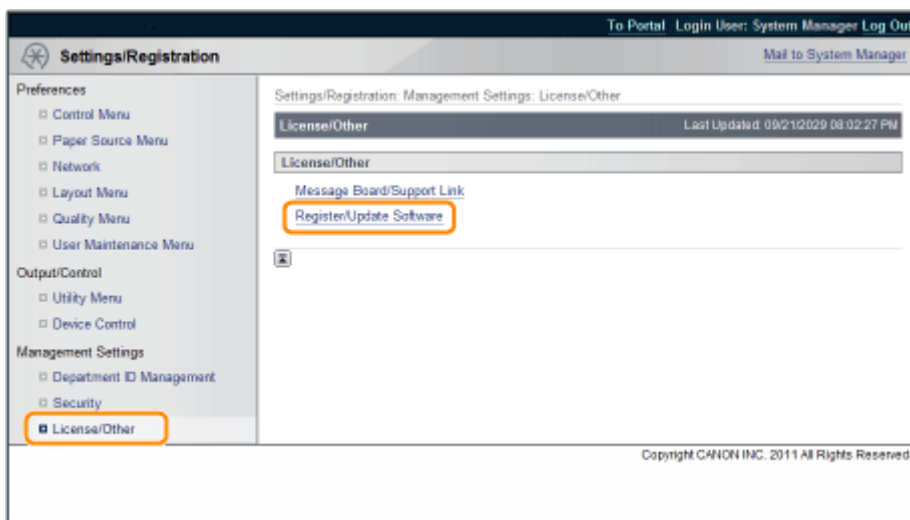 To Portal Login User: System Manager Log Out
Settings/Registration
Mail to System Manager
Preferences
Control Menu
Paper Source Menu
Network
Layout Menu
Quality Menu
User Maintenance Menu
Output/Control
Utility Menu
Device Control
Management Settings
Department ID Management
Security
License/Other
Settings/Registration: Management Settings: License/Other
License/Other Last Updated: 09/21/2029 08:02:27 PM
License/Other
Message Board/Support Link
Register/Update Software
Copyright CANON INC. 2011 All Rights Reserved